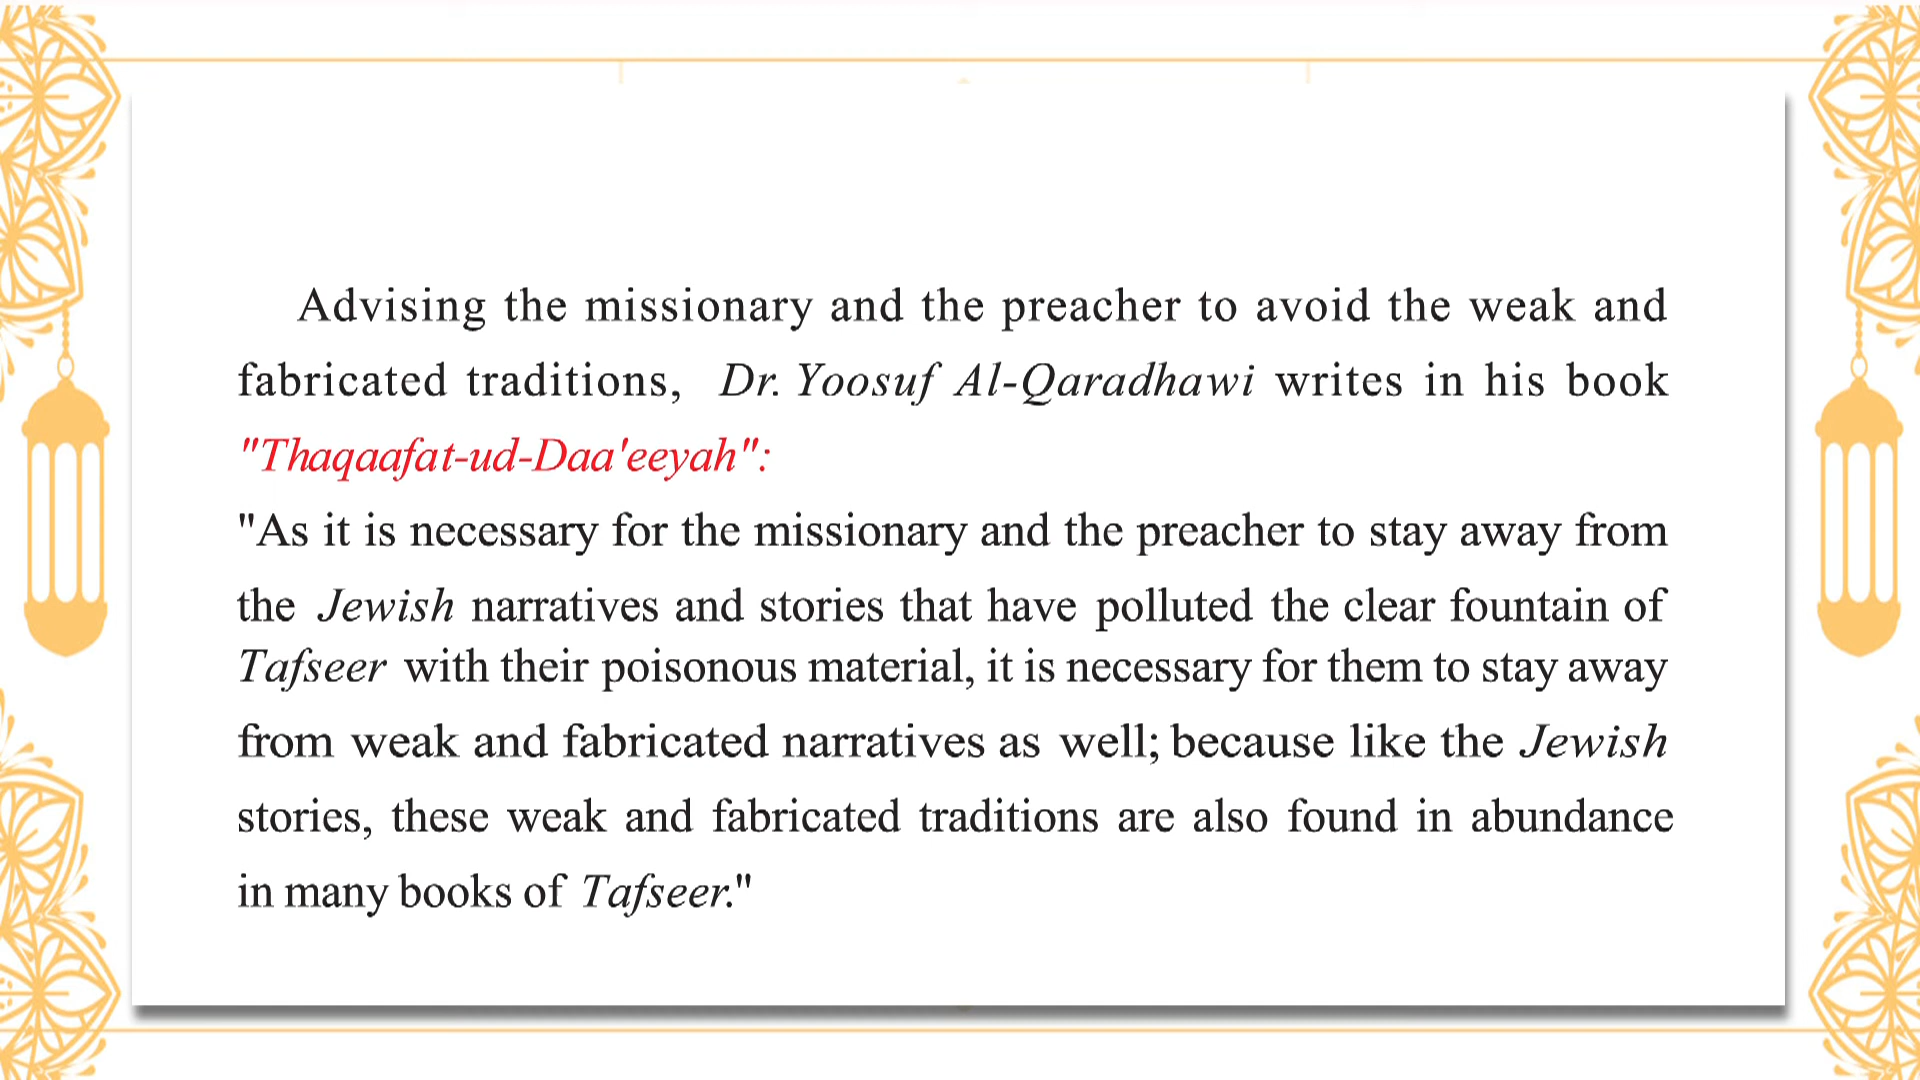 Advising the missionary and the preacher to avoid the weak and
fabricated traditions, Dr. Yoosuf Al-Qaradhawi writes in his book
"Thaqaafat-ud-Daa'eeyah":
"As it is necessary for the missionary and the preacher to stay away from
the Jewish narratives and stories that have polluted the clear fountain of
Tafseer with their poisonous material, it is necessary for them to stay away
from weak and fabricated narratives as well; because like the Jewish
stories, these weak and fabricated traditions are also found in abundance
in many books of Tafseer."